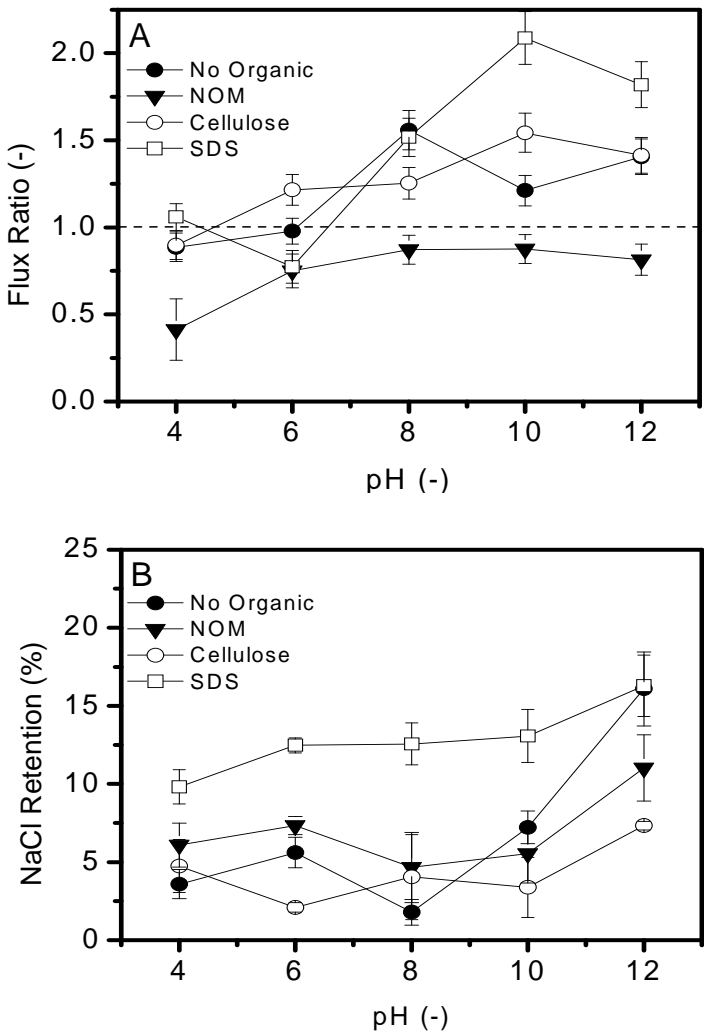 A
No Organic
NOM
Cellulose
SDS
2.0
1.5
1.0
0.5
0.0
Flux Ratio (-)
4 6 8 10 12
pH (-)
B
No Organic
NOM
Cellulose
SDS
25
20
15
10
5
0
NaCl Retention (%)
4 6 8 10 12
pH (-)